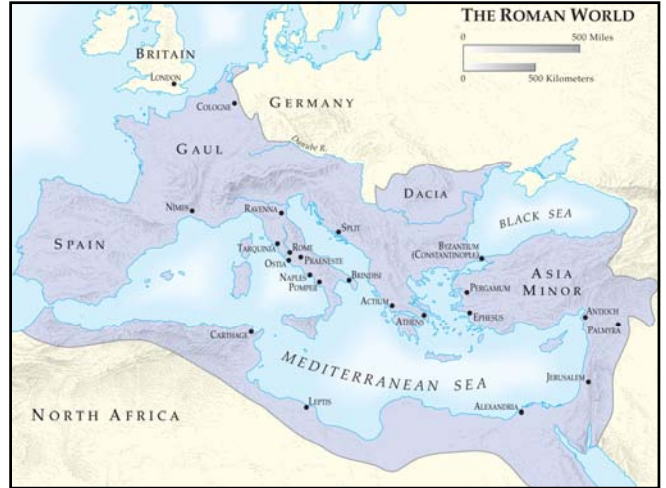 THE ROMAN WORLD
0 500 Miles
0 500 Kilometers
BRITAIN
LONDON
COLOGNE
GERMANY
GAUL
Danube R.
DACIA
NÎMES
RAVENNA
SPLIT
BLACK SEA
SPAIN
TARQUINIA
ROME
OSTIA
PRAENESTE
BYZANTIUM
(CONSTANTINOPLE)
NAPLES
POMPEII
BRINDISI
ASIA
MINOR
ACTIUM
PERGAMUM
ATHENS
EPHESUS
ANTIOCH
PALMYRA
CARTHAGE
MEDITERRANEAN SEA
JERUSALEM
LEPTIS
ALEXANDRIA
NORTH AFRICA